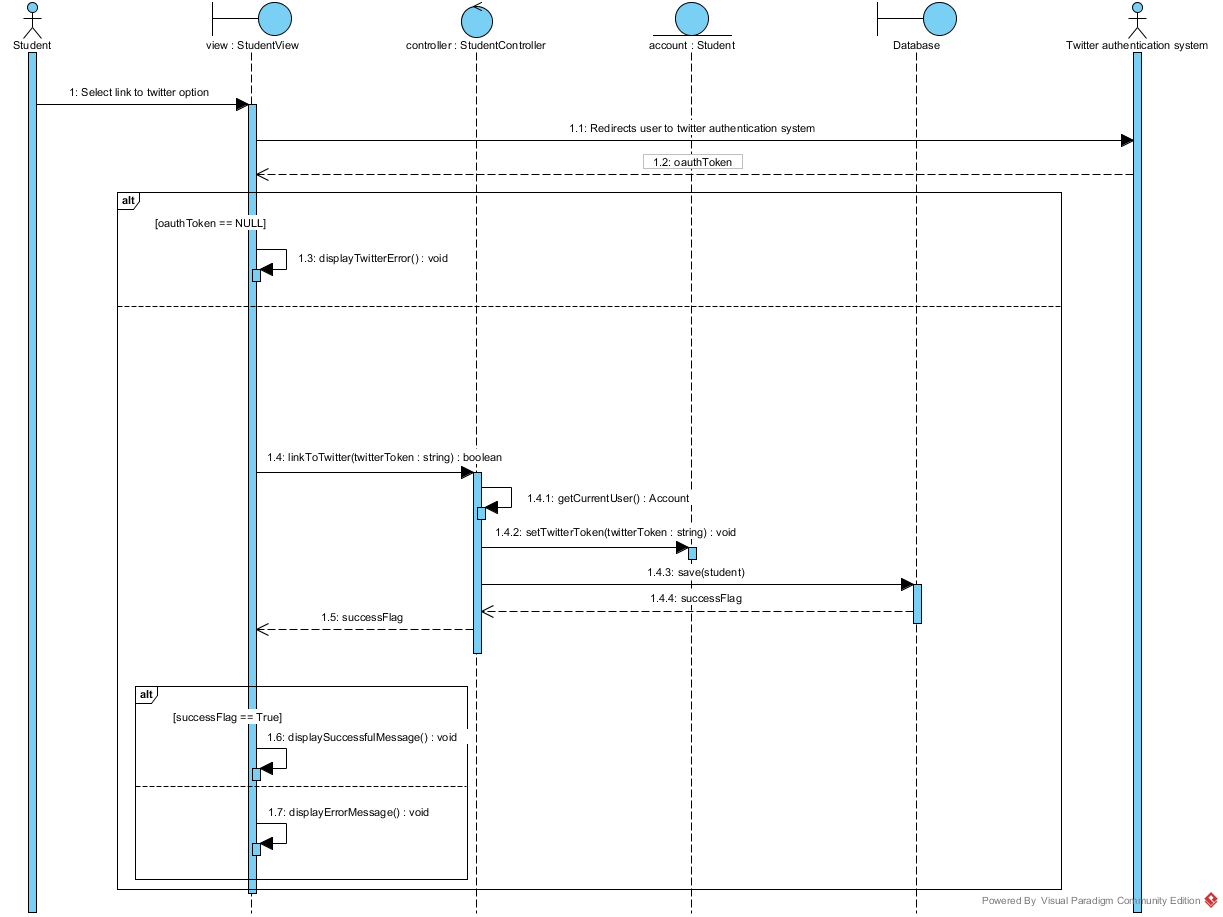 Student
view : StudentView
controller : StudentController
account : Student
Database
Twitter authentication system
1: Select link to twitter option
1.1: Redirects user to twitter authentication system
1.2: oauthToken
alt
[oauthToken == NULL]
1.3: displayTwitterError() : void
1.4: linkToTwitter(twitterToken : string) : boolean
1.4.1: getCurrentUser() : Account
1.4.2: setTwitterToken(twitterToken : string) : void
1.4.3: save(student)
1.4.4: successFlag
1.5: successFlag
alt
[successFlag == True]
1.6: displaySuccessfulMessage() : void
1.7: displayErrorMessage() : void
Powered By Visual Paradigm Community Edition